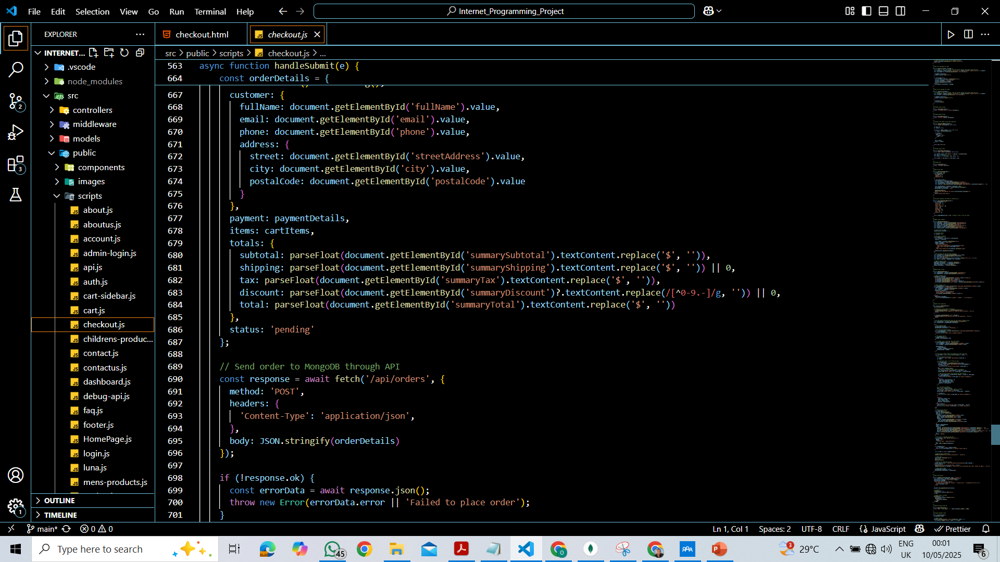 File Edit Selection View Go Run Terminal Help
Internet_Programming_Project
EXPLORER
INTERNET...
.vscode
node_modules
src
controllers
middleware
models
public
components
images
scripts
about.js
aboutus.js
account.js
admin-login.js
api.js
auth.js
cart-sidebar.js
cart.js
checkout.js
childrens-produc...
contact.js
contactus.js
dashboard.js
debug-api.js
faq.js
footer.js
HomePage.js
login.js
luna.js
mens-products.js
OUTLINE
TIMELINE
2
3
1
checkout.html
checkout.js
src > public > scripts > checkout.js > ...
563 async function handleSubmit(e) {
664 const orderDetails = {
667 customer: {
668 fullName: document.getElementById('fullName').value,
669 email: document.getElementById('email').value,
670 phone: document.getElementById('phone').value,
671 address: {
672 street: document.getElementById('streetAddress').value,
673 city: document.getElementById('city').value,
674 postalCode: document.getElementById('postalCode').value
675 }
676 },
677 payment: paymentDetails,
678 items: cartItems,
679 totals: {
680 subtotal: parseFloat(document.getElementById('summarySubtotal').textContent.replace('$', '')),
681 shipping: parseFloat(document.getElementById('summaryShipping').textContent.replace('$', '')) || 0,
682 tax: parseFloat(document.getElementById('summaryTax').textContent.replace('$', '')),
683 discount: parseFloat(document.getElementById('summaryDiscount')?.textContent.replace(/[^0-9.-]/g, '')) || 0,
684 total: parseFloat(document.getElementById('summaryTotal').textContent.replace('$', ''))
685 },
686 status: 'pending'
687 };
688
689 // Send order to MongoDB through API
690 const response = await fetch('/api/orders', {
691 method: 'POST',
692 headers: {
693 'Content-Type': 'application/json',
694 },
695 body: JSON.stringify(orderDetails)
696 });
697
698 if (!response.ok) {
699 const errorData = await response.json();
700 throw new Error(errorData.error || 'Failed to place order');
701 }
main* 0 0
Ln 1, Col 1 Spaces: 2 UTF-8 CRLF {} JavaScript Prettier
Type here to search
45
3
29°C
ENG
UK
00:01
10/05/2025
6